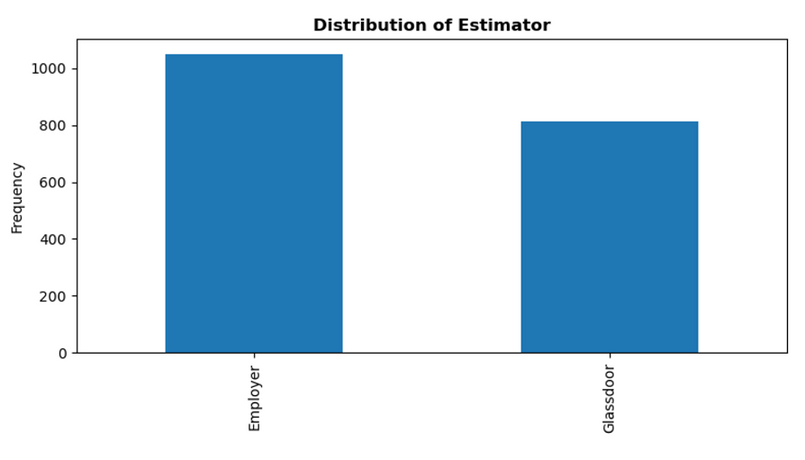 Distribution of Estimator
Frequency
1000
800
600
400
200
0
Employer
Glassdoor